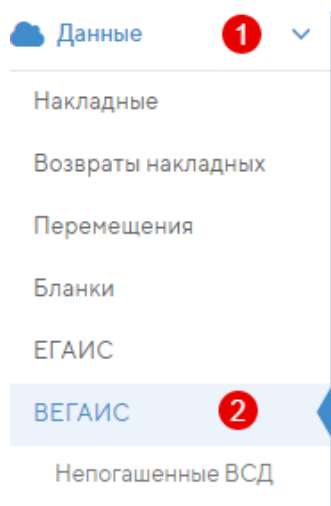 Данные 1
Накладные
Возвраты накладных
Перемещения
Бланки
ЕГАИС
ВЕГАИС 2
Непогашенные ВСД